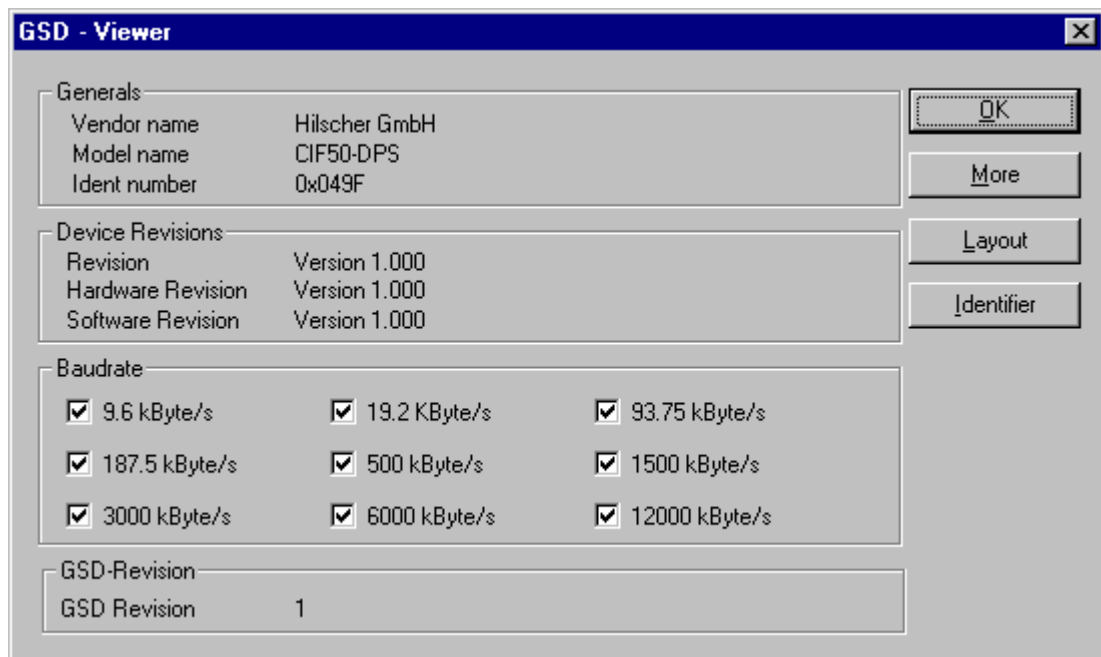 GSD - Viewer
Generals
Vendor name Hilscher GmbH
Model name CIF50-DPS
Ident number 0x049F
Device Revisions
Revision Version 1.000
Hardware Revision Version 1.000
Software Revision Version 1.000
Baudrate
9.6 kByte/s 19.2 KByte/s 93.75 kByte/s
187.5 kByte/s 500 kByte/s 1500 kByte/s
3000 kByte/s 6000 kByte/s 12000 kByte/s
GSD-Revision
GSD Revision 1
OK
More
Layout
Identifier